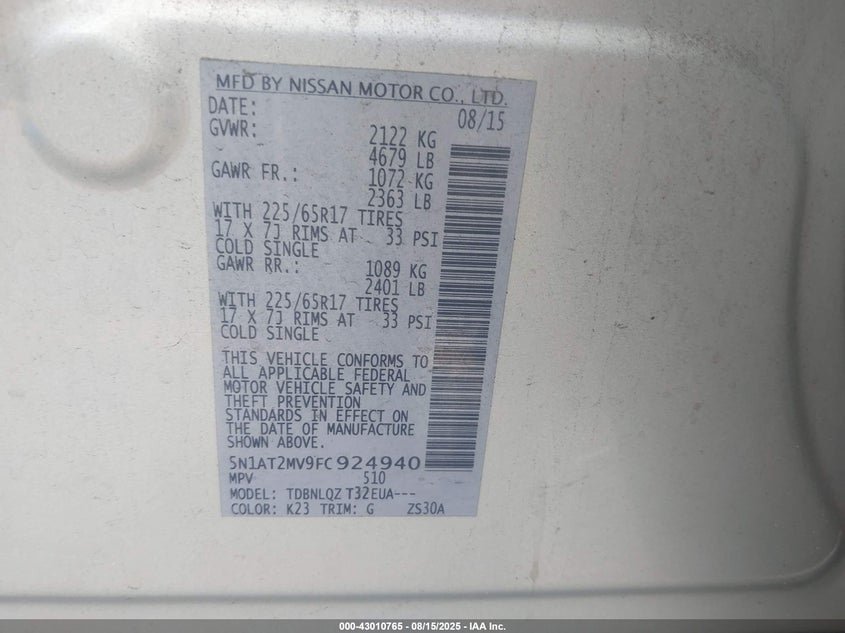 MFD BY NISSAN MOTOR CO., LTD.
DATE: 08/15
GVWR: 2122 KG
4679 LB
GAWR FR.: 1072 KG
2363 LB
WITH 225/65R17 TIRES
17 X 7J RIMS AT 33 PSI
COLD SINGLE
GAWR RR.: 1089 KG
2401 LB
WITH 225/65R17 TIRES
17 X 7J RIMS AT 33 PSI
COLD SINGLE
THIS VEHICLE CONFORMS TO
ALL APPLICABLE FEDERAL
MOTOR VEHICLE SAFETY AND
THEFT PREVENTION
STANDARDS IN EFFECT ON
THE DATE OF MANUFACTURE
SHOWN ABOVE.
5N1AT2MV9FC924940
MPV 510
MODEL: TDBNLQZ T32EUA---
COLOR: K23 TRIM: G ZS30A
000-43010765 - 08/15/2025 - IAA Inc.